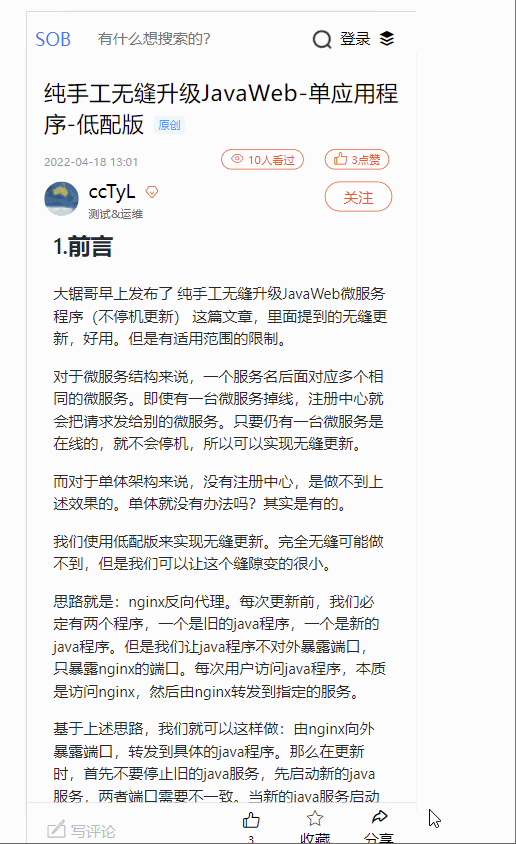 SOB 有什么想搜索的? 登录
纯手工无缝升级JavaWeb-单应用程
序-低配版 原创
2022-04-18 13:01 10人看过 3点赞
ccTyL
测试&运维
关注
1.前言
大锯哥早上发布了 纯手工无缝升级JavaWeb微服务
程序（不停机更新） 这篇文章，里面提到的无缝更
新，好用。但是有适用范围的限制。
对于微服务结构来说，一个服务名后面对应多个相
同的微服务。即使有一台微服务掉线，注册中心就
会把请求发给别的微服务。只要仍有一台微服务是
在线的，就不会停机，所以可以实现无缝更新。
而对于单体架构来说，没有注册中心，是做不到上
述效果的。单体就没有办法吗？其实是有的。
我们使用低配版来实现无缝更新。完全无缝可能做
不到，但是我们可以让这个缝隙变的很小。
思路就是：nginx反向代理。每次更新前，我们必
定有两个程序，一个是旧的java程序，一个是新的
java程序。但是我们让java程序不对外暴露端口，
只暴露nginx的端口。每次用户访问java程序，本质
是访问nginx，然后由nginx转发到指定的服务。
基于上述思路，我们就可以这样做：由nginx向外
暴露端口，转发到具体的java程序。那么在更新
时，首先不要停止旧的java服务，先启动新的java
服务，两者端口需要不一致。当新的java服务启动
写评论 3 收藏 分享